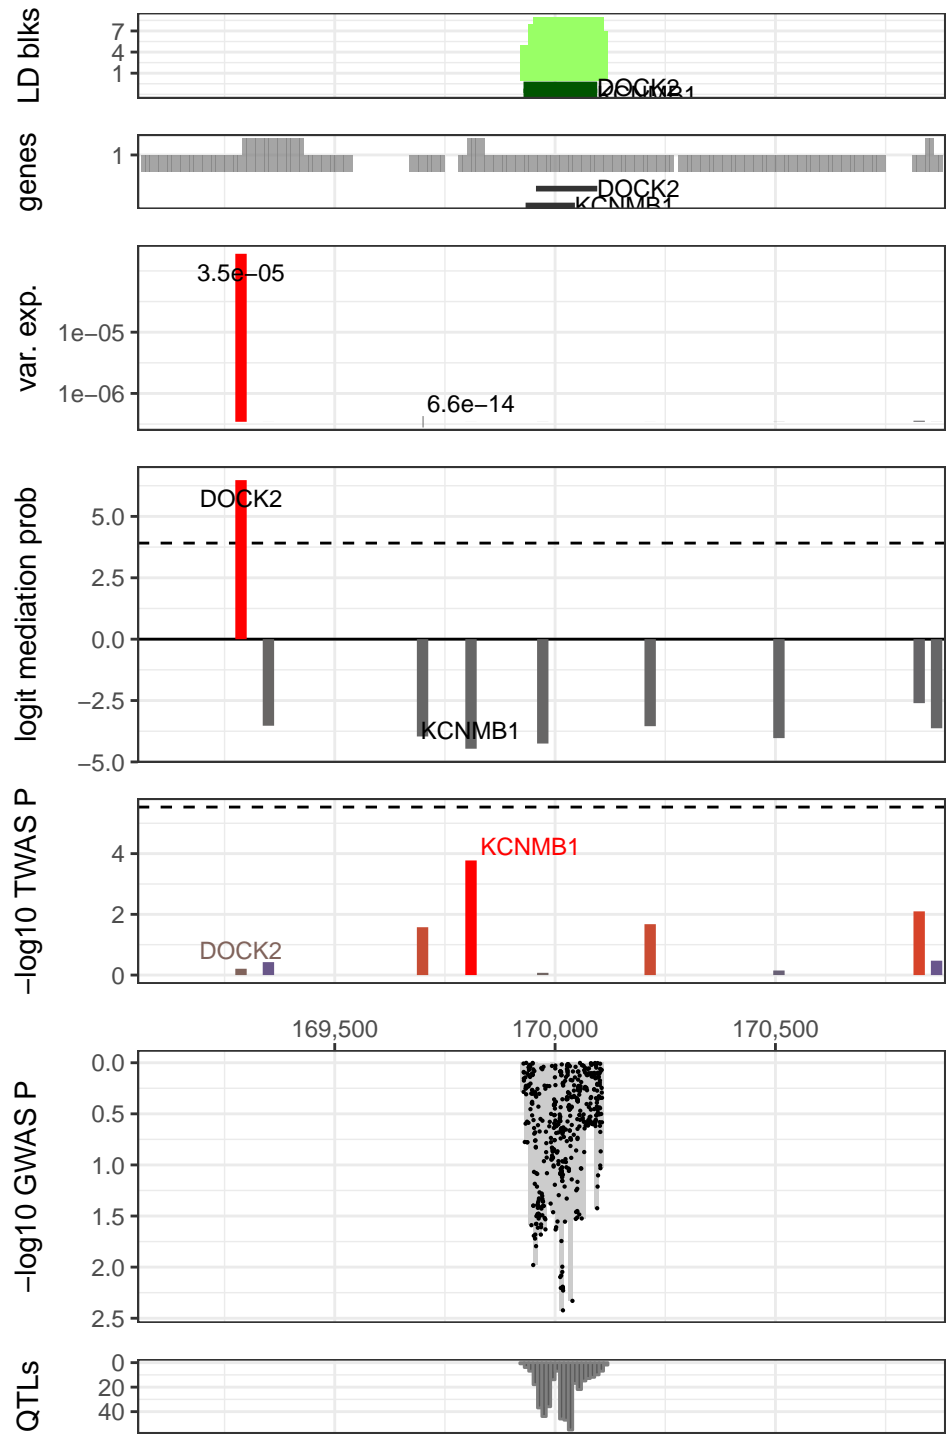 LD blks
7
4
1
DOCK2
KCNMB1
genes
1
DOCK2
KCNMB1
var. exp.
3.5e−05
1e−05
1e−06
6.6e−14
logit mediation prob
DOCK2
5.0
2.5
0.0
−2.5
KCNMB1
−5.0
−log10 TWAS P
KCNMB1
4
2
DOCK2
0
169,500 170,000 170,500
−log10 GWAS P
0.0
0.5
1.0
1.5
2.0
2.5
QTLs
0
20
40